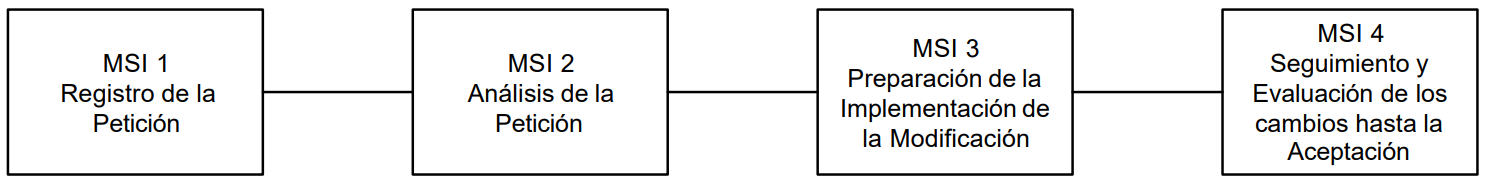 MSI 1
Registro de la
Petición
MSI 2
Análisis de la
Petición
MSI 3
Preparación de la
Implementación de
la Modificación
MSI 4
Seguimiento y
Evaluación de los
cambios hasta la
Aceptación